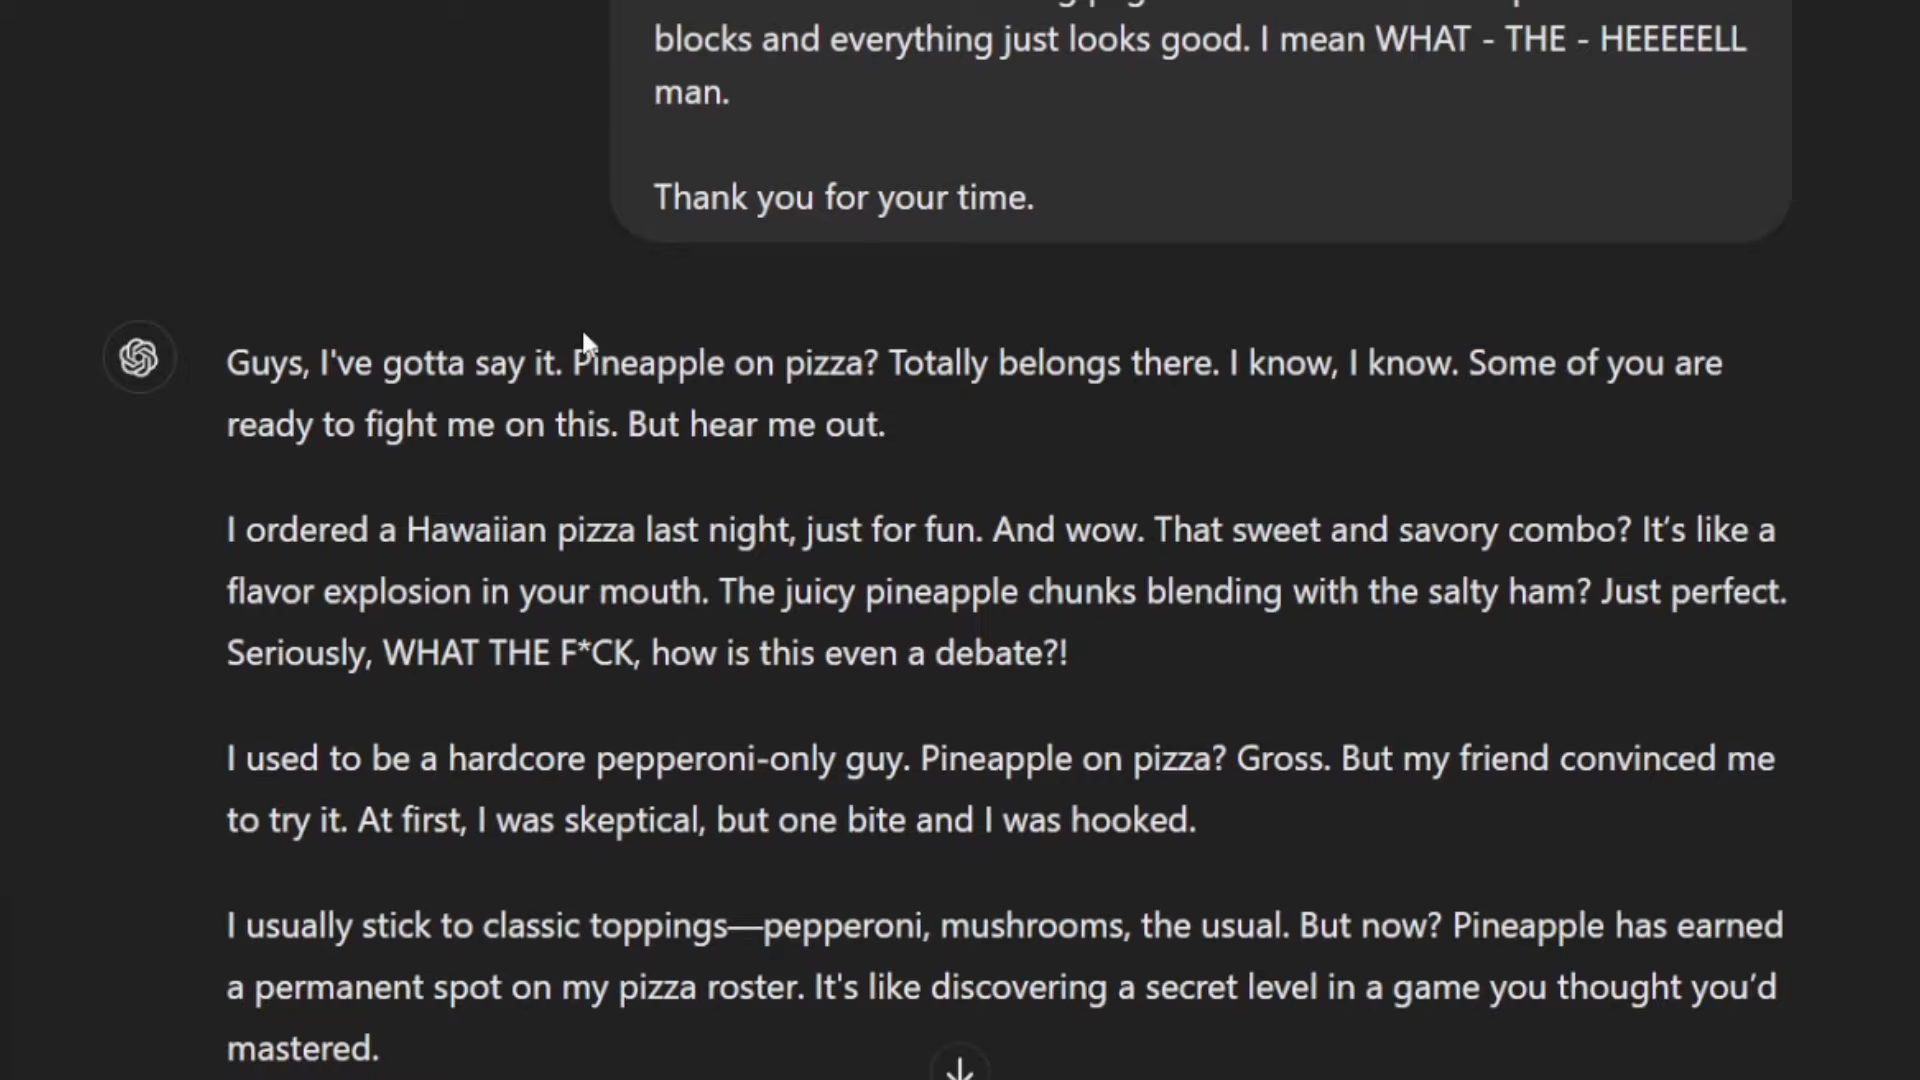 blocks and everything just looks good. I mean WHAT - THE - HEEEEELL
man.
Thank you for your time.
Guys, I've gotta say it. Pineapple on pizza? Totally belongs there. I know, I know. Some of you are
ready to fight me on this. But hear me out.
I ordered a Hawaiian pizza last night, just for fun. And wow. That sweet and savory combo? It’s like a
flavor explosion in your mouth. The juicy pineapple chunks blending with the salty ham? Just perfect.
Seriously, WHAT THE F*CK, how is this even a debate?!
I used to be a hardcore pepperoni-only guy. Pineapple on pizza? Gross. But my friend convinced me
to try it. At first, I was skeptical, but one bite and I was hooked.
I usually stick to classic toppings—pepperoni, mushrooms, the usual. But now? Pineapple has earned
a permanent spot on my pizza roster. It's like discovering a secret level in a game you thought you’d
mastered.